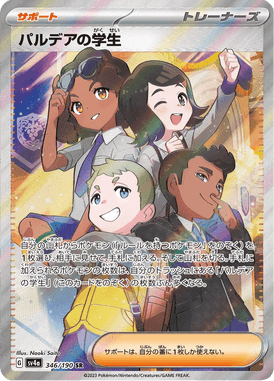 サポート
トレーナーズ
がく せい
パルデアの学生
自分の山札からポケモン(「ルールを持つポケモン」をのぞく)を
1枚選び、相手に見せて、手札に加える。そして山札を切る。手札に
加えられるポケモンの枚数は、自分のトラッシュにある「パルデア
の学生」(このカードをのぞく)の枚数ぶん多くなる。
Illus. Naoki Saito
G sv4a 346/190 SR
サポートは、自分の番に1枚しか使えない。
©2023 Pokémon/Nintendo/Creatures/GAME FREAK.